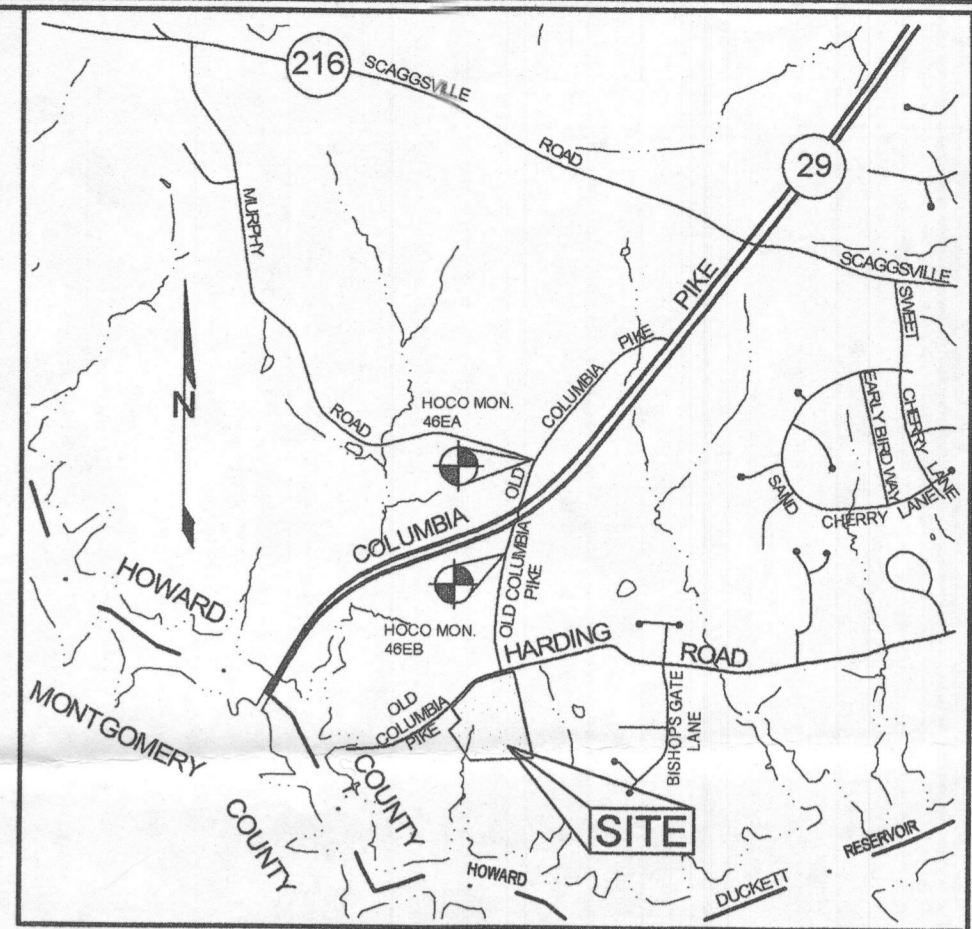 216
SCAGGSVILLE
ROAD
29
MURPHY
ROAD
SCAGGSVILLE
SWEET
CHERRY
LANE
EARLY BIRD WAY
SAND
CHERRY LANE
PIKE
COLUMBIA
OLD COLUMBIA PIKE
HOCO MON.
46EA
N
HOWARD
COUNTY
MONTGOMERY
COUNTY
HOCO MON.
46EB
OLD COLUMBIA
PIKE
HARDING
ROAD
OLD
COLUMBIA
PIKE
BISHOPS GATE
LANE
SITE
HOWARD
DUCKETT
RESERVOIR